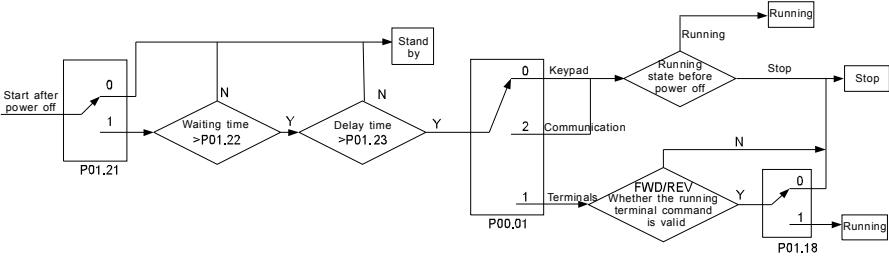 Start after
power off
0
1
P01.21
N
Waiting time
>P01.22
Y
N
Delay time
>P01.23
Y
Stand
by
0
Keypad
2
Communication
1
Terminals
P00.01
Running
state before
power off
Running
Running
Stop
Stop
FWD/REV
Whether the running
terminal command
is valid
N
Y
0
1
P01.18
Running